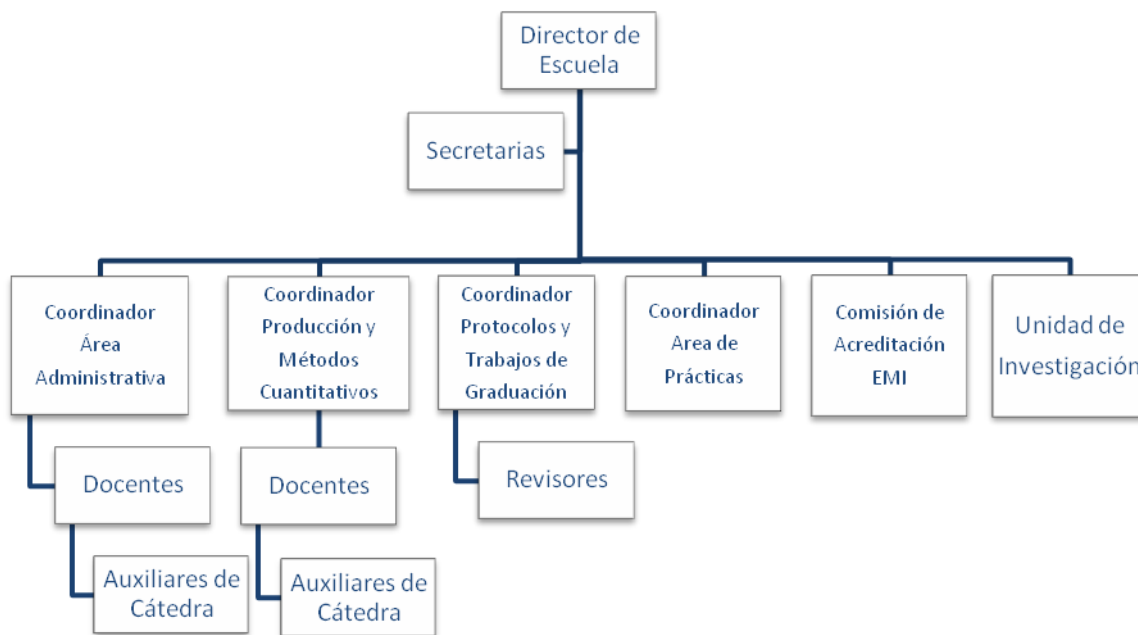 Director de
Escuela
Secretarias
Coordinador
Área
Administrativa
Coordinador
Producción y
Métodos
Cuantitativos
Coordinador
Protocolos y
Trabajos de
Graduación
Coordinador
Area de
Prácticas
Comisión de
Acreditación
EMI
Unidad de
Investigación
Docentes
Docentes
Revisores
Auxiliares de
Cátedra
Auxiliares de
Cátedra